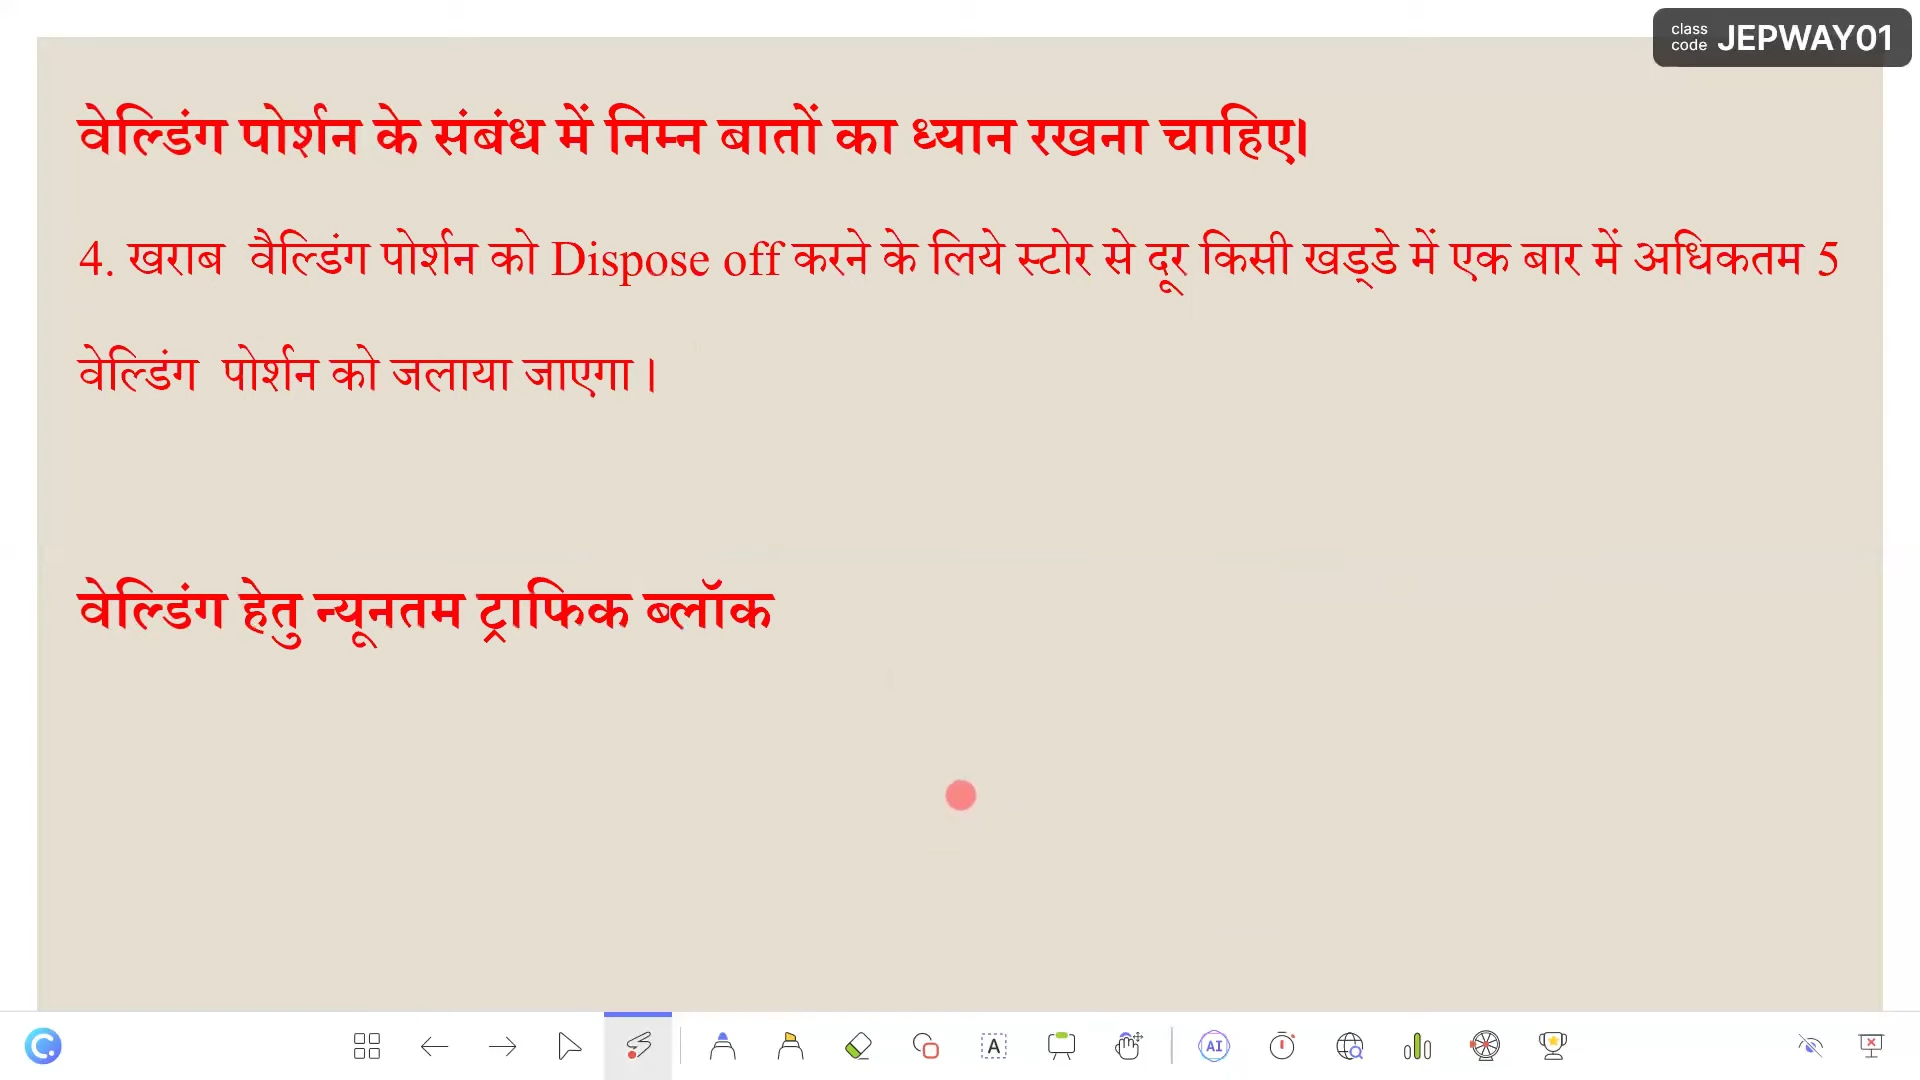 class
code JEPWAY01
वेल्डिंग पोर्शन के संबंध में निम्न बातों का ध्यान रखना चाहिए।
4. खराब वैल्डिंग पोर्शन को Dispose off करने के लिये स्टोर से दूर किसी खड्डे में एक बार में अधिकतम 5
वेल्डिंग पोर्शन को जलाया जाएगा ।
वेल्डिंग हेतु न्यूनतम ट्राफिक ब्लॉक
A
AI